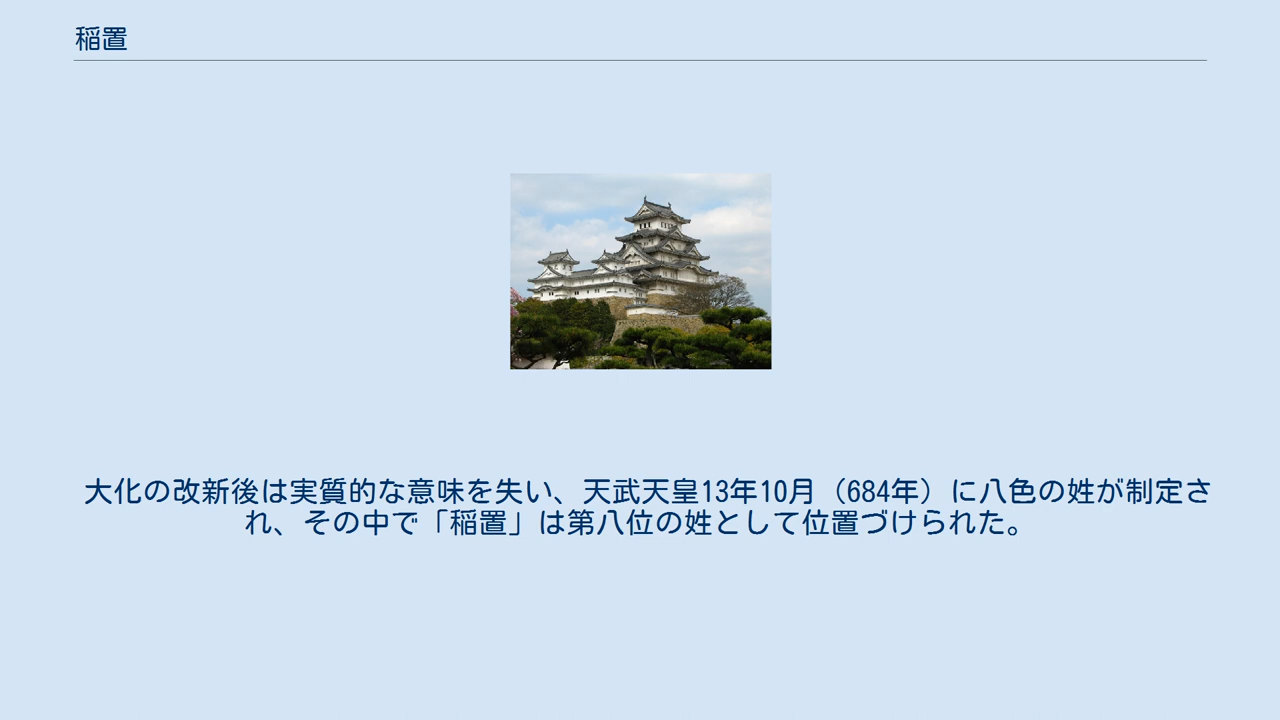 稲置
大化の改新後は実質的な意味を失い、天武天皇13年10月（684年）に八色の姓が制定さ
れ、その中で「稲置」は第八位の姓として位置づけられた。